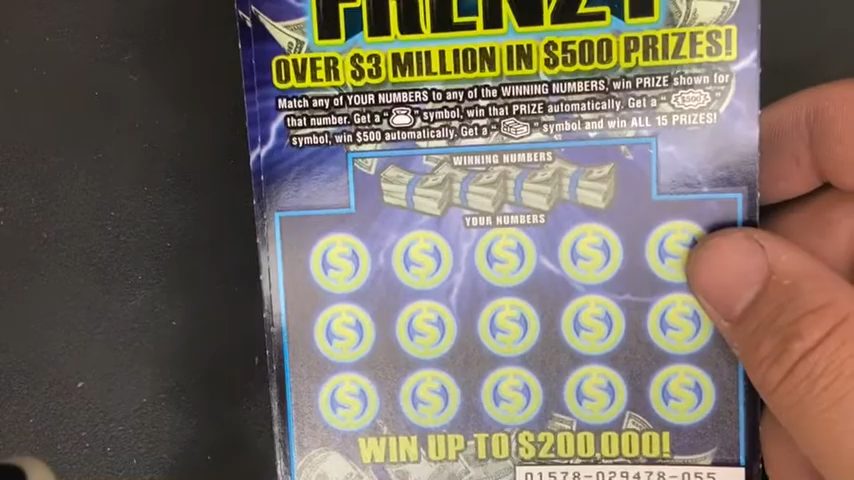 FRENZY
OVER $3 MILLION IN $500 PRIZES!
Match any of YOUR NUMBERS to any of the WINNING NUMBERS, win PRIZE shown for
that number. Get a " " symbol, win that PRIZE automatically. Get a "$500"
symbol, win $500 automatically. Get a " " symbol and win ALL 15 PRIZES!
WINNING NUMBERS
YOUR NUMBERS
$ $ $ $ $
$ $ $ $ $
$ $ $ $ $
WIN UP TO $200,000!
01578-029478-055